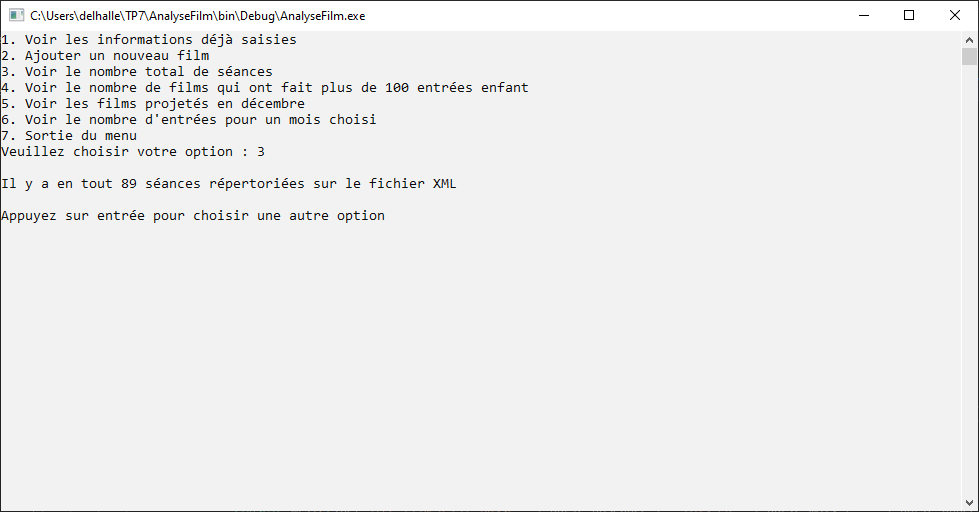 C:\Users\delhalle\TP7\AnalyseFilm\bin\Debug\AnalyseFilm.exe
1. Voir les informations déjà saisies
2. Ajouter un nouveau film
3. Voir le nombre total de séances
4. Voir le nombre de films qui ont fait plus de 100 entrées enfant
5. Voir les films projetés en décembre
6. Voir le nombre d'entrées pour un mois choisi
7. Sortie du menu
Veuillez choisir votre option : 3
Il y a en tout 89 séances répertoriées sur le fichier XML
Appuyez sur entrée pour choisir une autre option